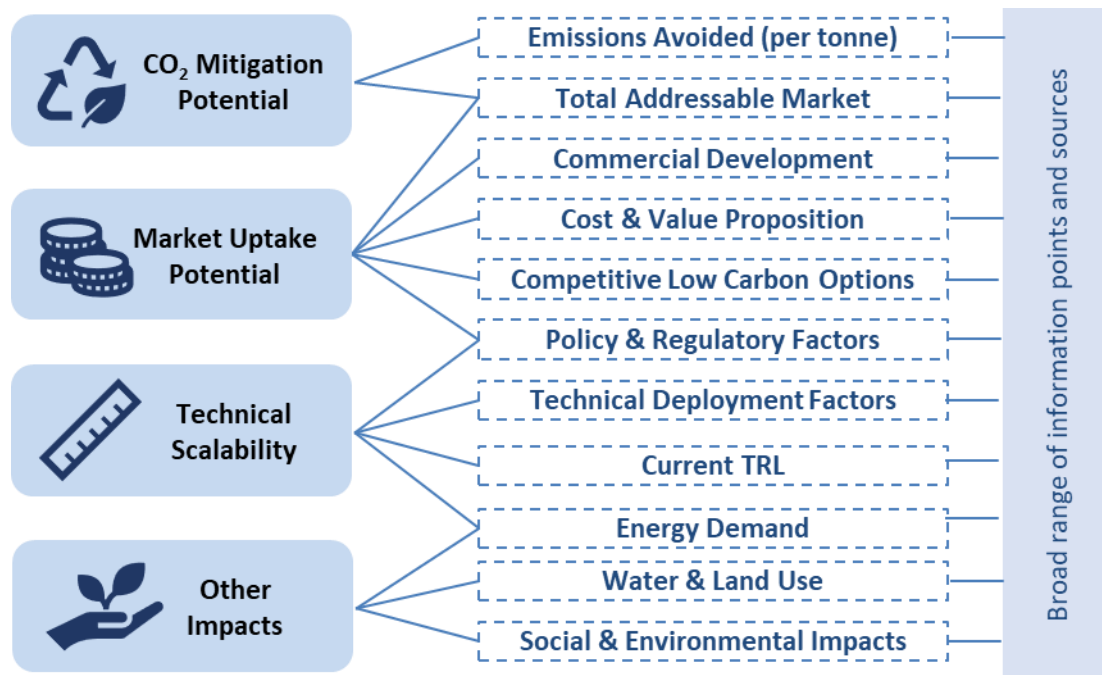 CO₂ Mitigation
Potential
Market Uptake
Potential
Technical
Scalability
Other
Impacts
Emissions Avoided (per tonne)
Total Addressable Market
Commercial Development
Cost & Value Proposition
Competitive Low Carbon Options
Policy & Regulatory Factors
Technical Deployment Factors
Current TRL
Energy Demand
Water & Land Use
Social & Environmental Impacts
Broad range of information points and sources